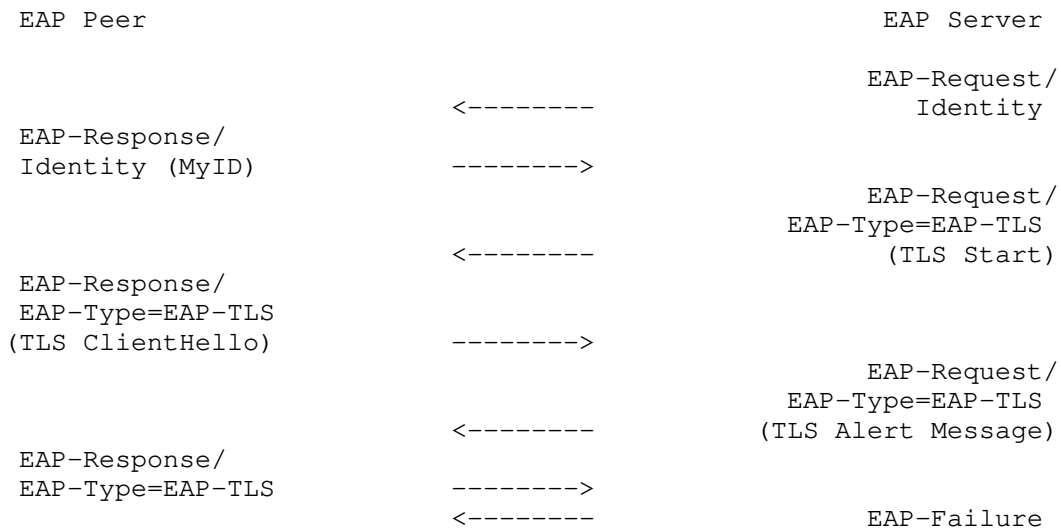 EAP Peer                                      EAP Server

                                              EAP-Request/
                         <--------               Identity
EAP-Response/
Identity (MyID)          -------->
                                              EAP-Request/
                                          EAP-Type=EAP-TLS
                         <--------             (TLS Start)
EAP-Response/
EAP-Type=EAP-TLS
(TLS ClientHello)        -------->
                                              EAP-Request/
                                          EAP-Type=EAP-TLS
                         <--------     (TLS Alert Message)
EAP-Response/
EAP-Type=EAP-TLS         -------->
                         <--------             EAP-Failure